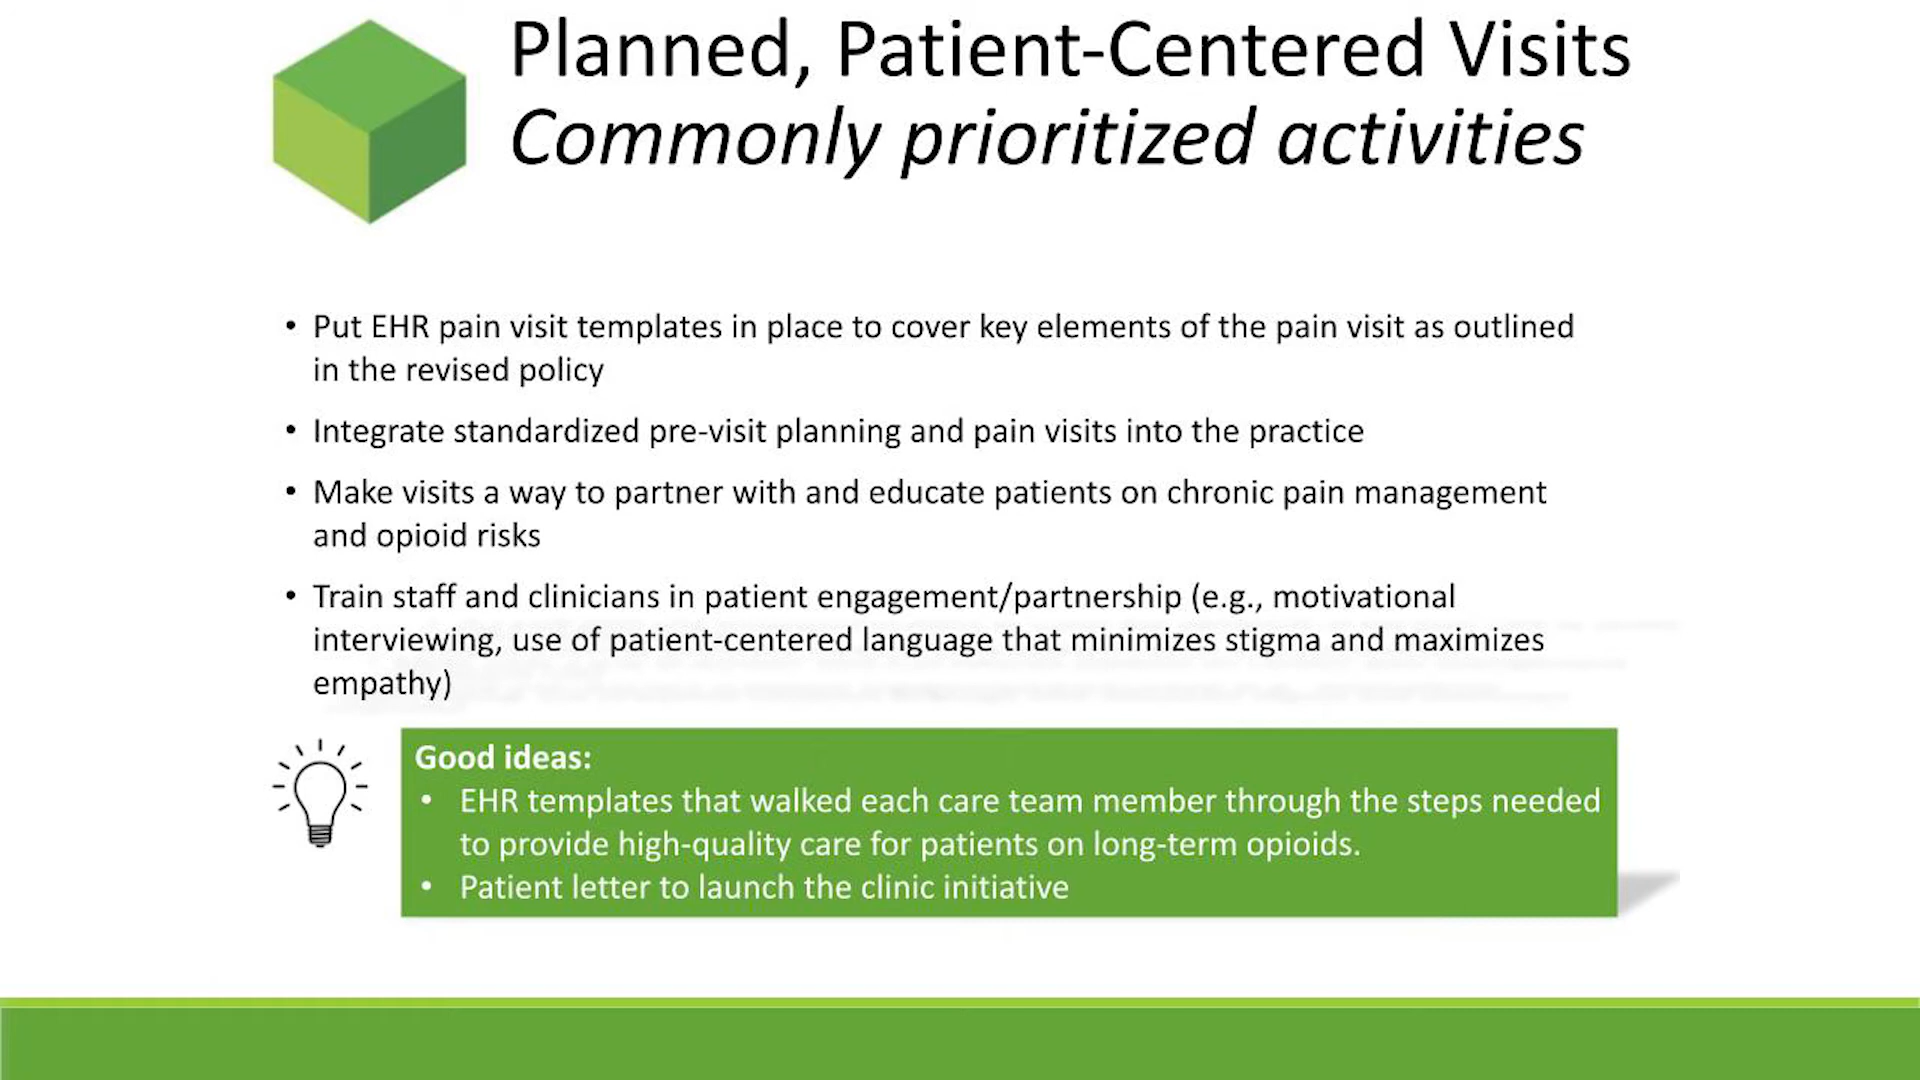 Planned, Patient-Centered Visits
Commonly prioritized activities
• Put EHR pain visit templates in place to cover key elements of the pain visit as outlined
in the revised policy
• Integrate standardized pre-visit planning and pain visits into the practice
• Make visits a way to partner with and educate patients on chronic pain management
and opioid risks
• Train staff and clinicians in patient engagement/partnership (e.g., motivational
interviewing, use of patient-centered language that minimizes stigma and maximizes
empathy)
Good ideas:
• EHR templates that walked each care team member through the steps needed
to provide high-quality care for patients on long-term opioids.
• Patient letter to launch the clinic initiative